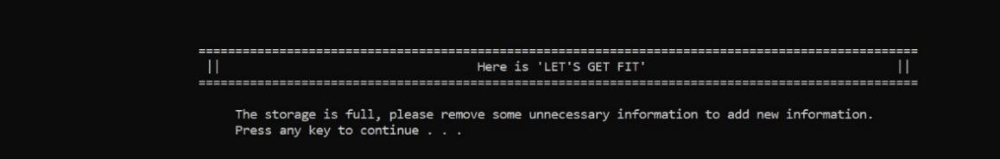 ==================================================================================================
|| Here is 'LET'S GET FIT' ||
==================================================================================================
The storage is full, please remove some unnecessary information to add new information.
Press any key to continue . . .